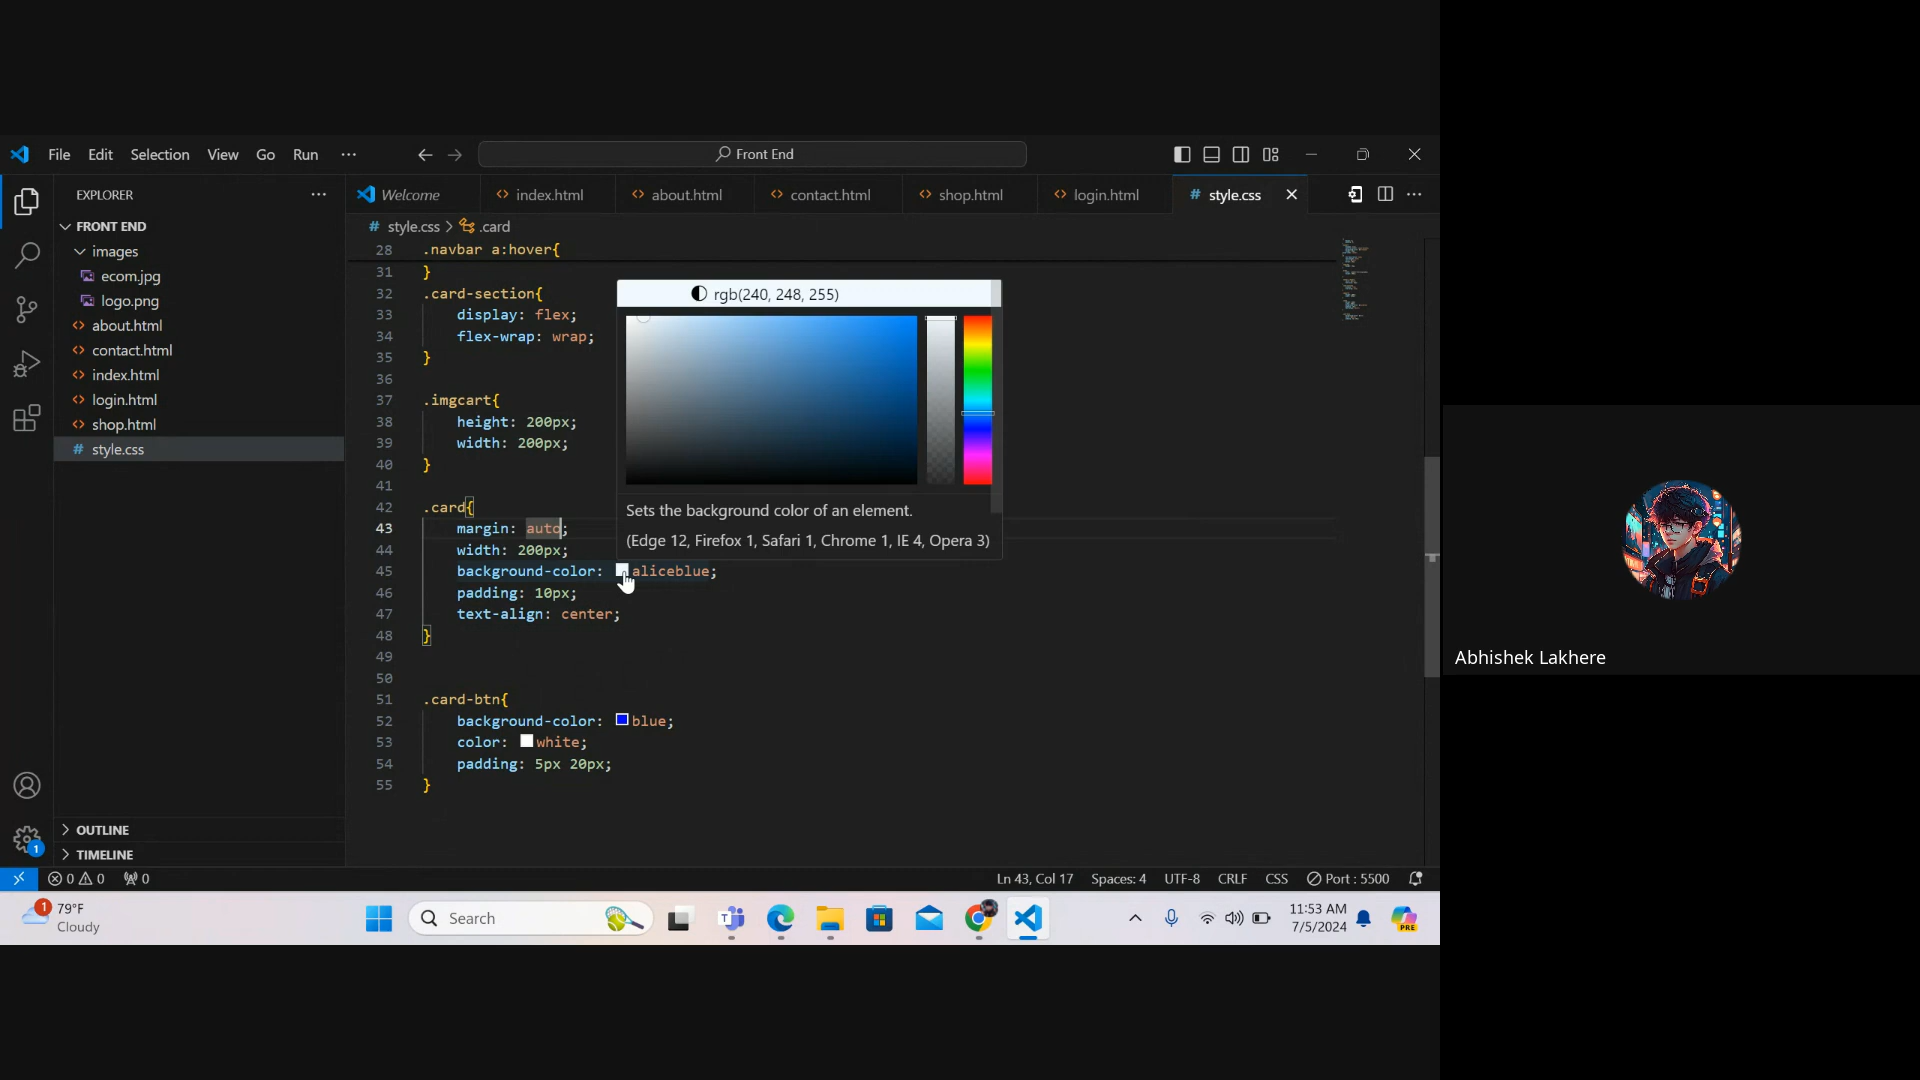 File Edit Selection View Go Run ···
Front End
EXPLORER ···
Welcome
index.html
about.html
contact.html
shop.html
login.html
# style.css
···
FRONT END
images
ecom.jpg
logo.png
about.html
contact.html
index.html
login.html
shop.html
# style.css
OUTLINE
TIMELINE
# style.css > .card
28 .navbar a:hover{
31 }
32 .card-section{
33 display: flex;
34 flex-wrap: wrap;
35 }
36
37 .imgcart{
38 height: 200px;
39 width: 200px;
40 }
41
42 .card{
43 margin: auto;
44 width: 200px;
45 background-color: aliceblue;
46 padding: 10px;
47 text-align: center;
48 }
49
50
51 .card-btn{
52 background-color: blue;
53 color: white;
54 padding: 5px 20px;
55 }
rgb(240, 248, 255)
Sets the background color of an element.
(Edge 12, Firefox 1, Safari 1, Chrome 1, IE 4, Opera 3)
Abhishek Lakhere
1
0 0 0
Ln 43, Col 17 Spaces: 4 UTF-8 CRLF CSS Port : 5500
1
79°F
Cloudy
Search
PRE
11:53 AM
7/5/2024